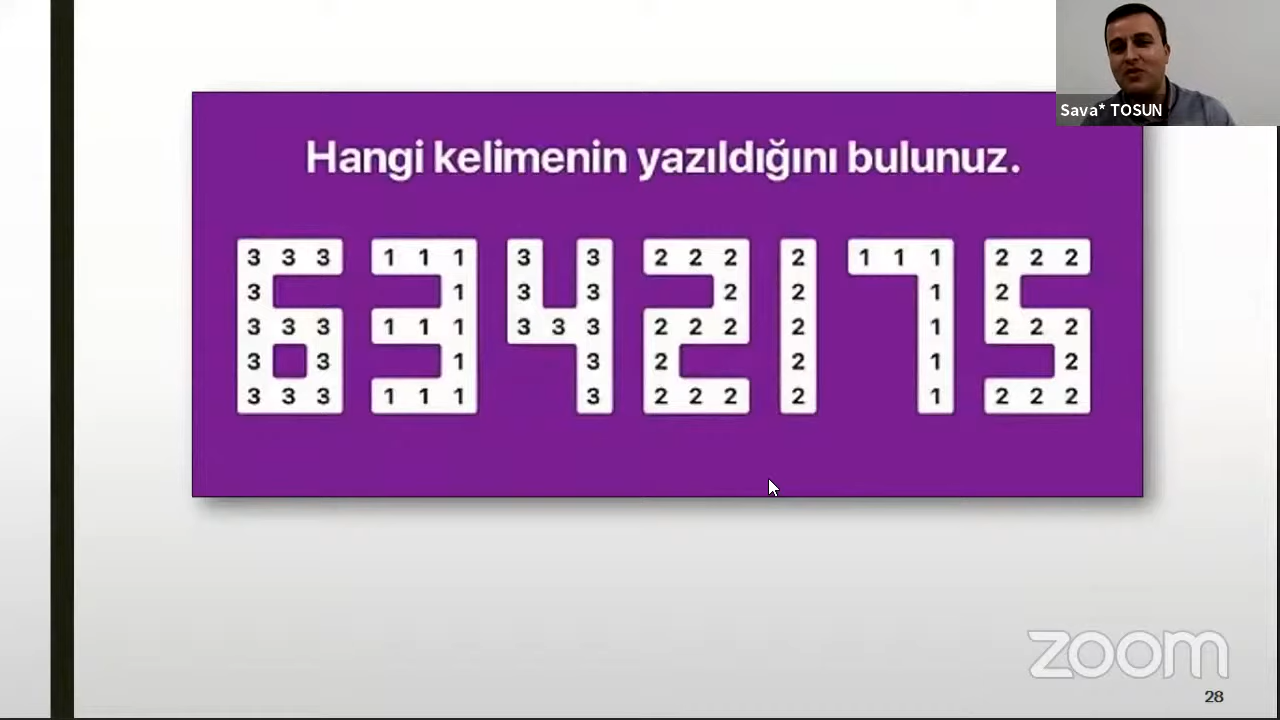 Sava* TOSUN
Hangi kelimenin yazıldığını bulunuz.
3 3 3 1 1 1 3 3 2 2 2 2 1 1 1 2 2 2
3 1 3 3 2 2 1 2
3 3 3 1 1 1 3 3 3 2 2 2 2 1 2 2 2
3 3 1 3 2 2 1 2
3 3 3 1 1 1 3 2 2 2 2 1 2 2 2
zoom
28